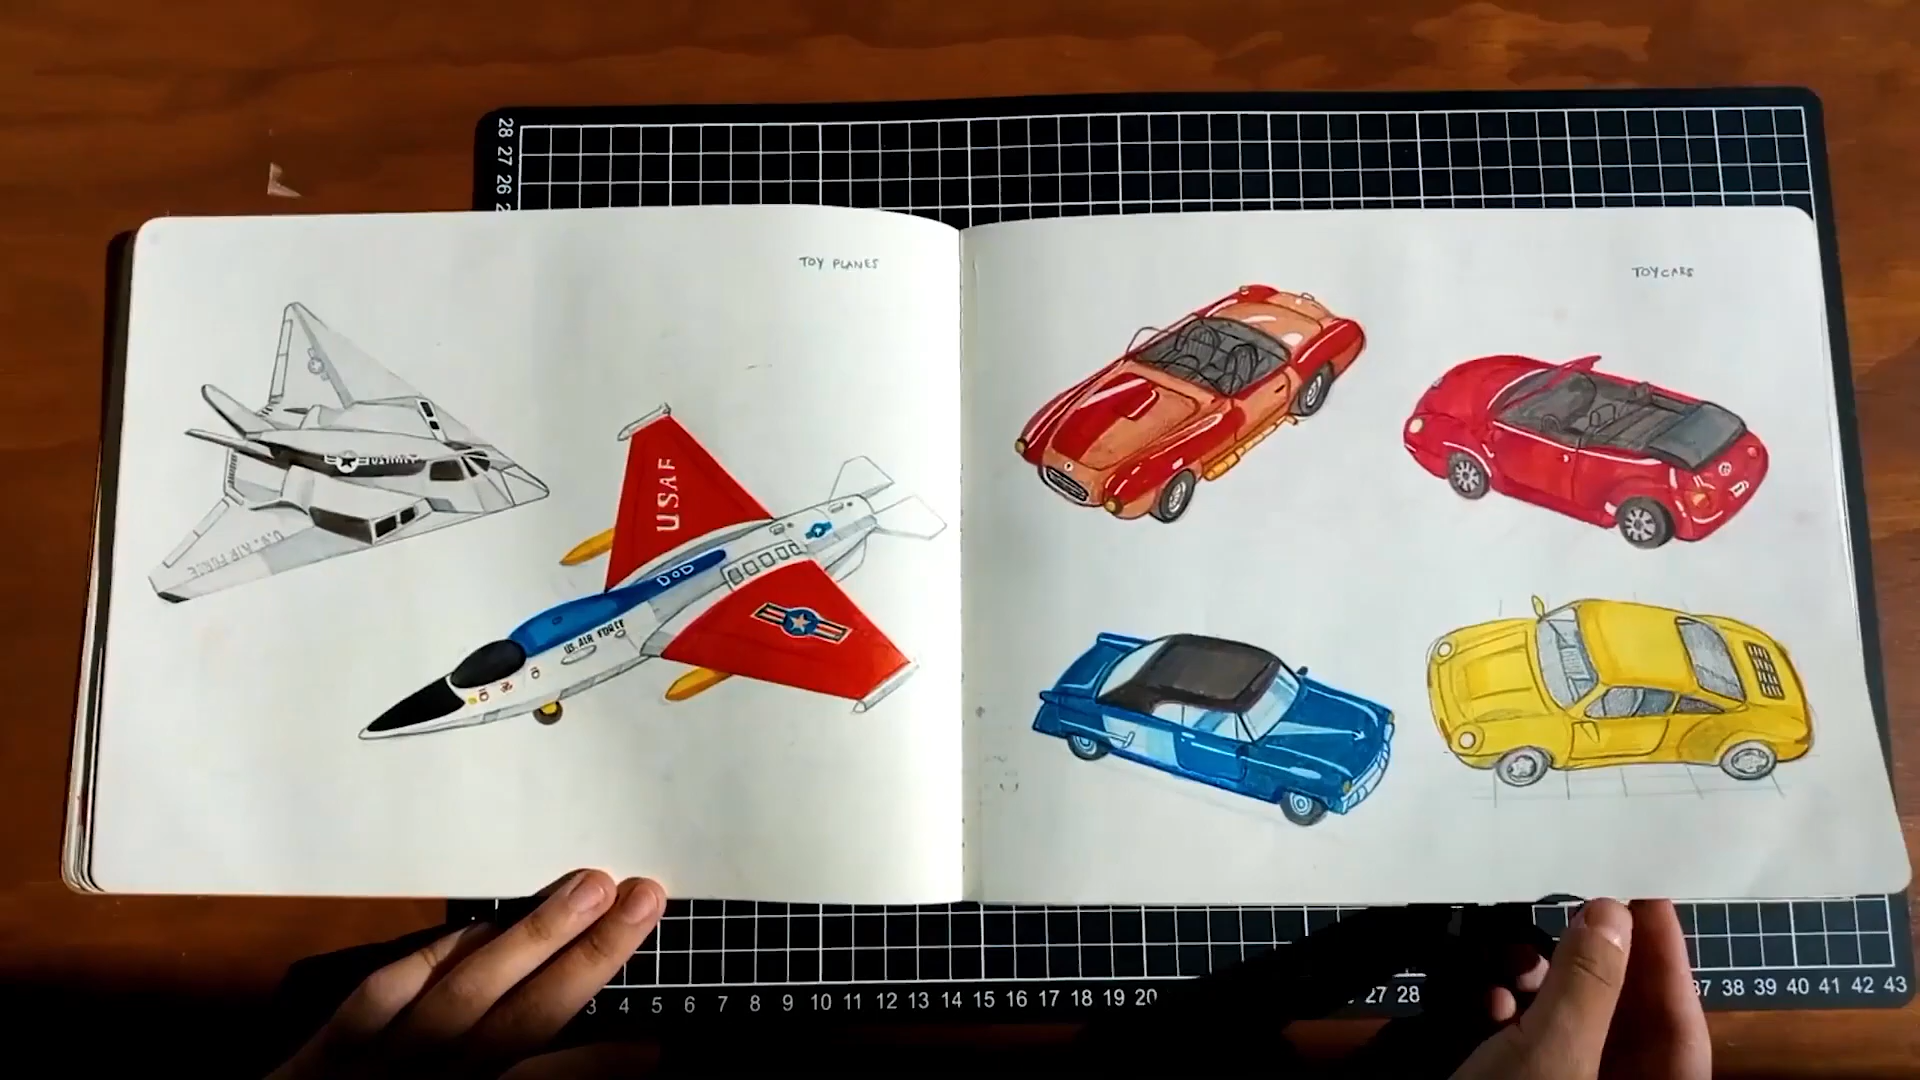 TOY PLANES
U.S. AIR FORCE
USAF
DOD
US. AIR FORCE
TOY CARS
28
27
26
3 4 5 6 7 8 9 10 11 12 13 14 15 16 17 18 19 20 27 28 37 38 39 40 41 42 43